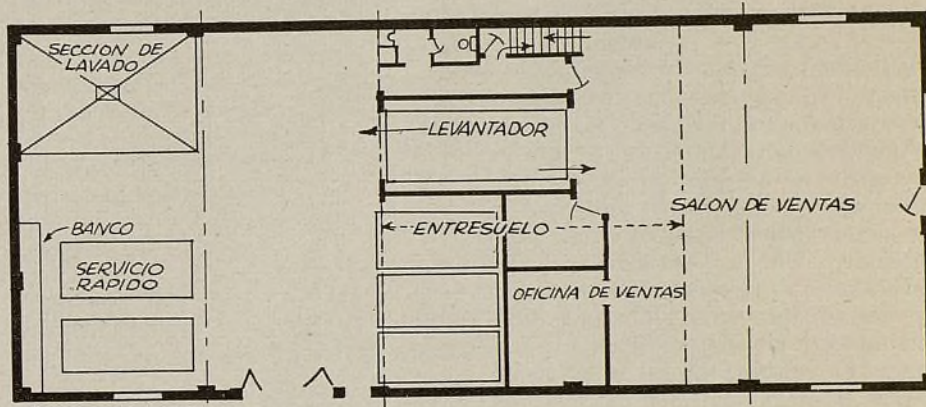 SECCION DE
LAVADO
LEVANTADOR
BANCO
ENTRESUELO
SALON DE VENTAS
SERVICIO
RAPIDO
OFICINA DE VENTAS